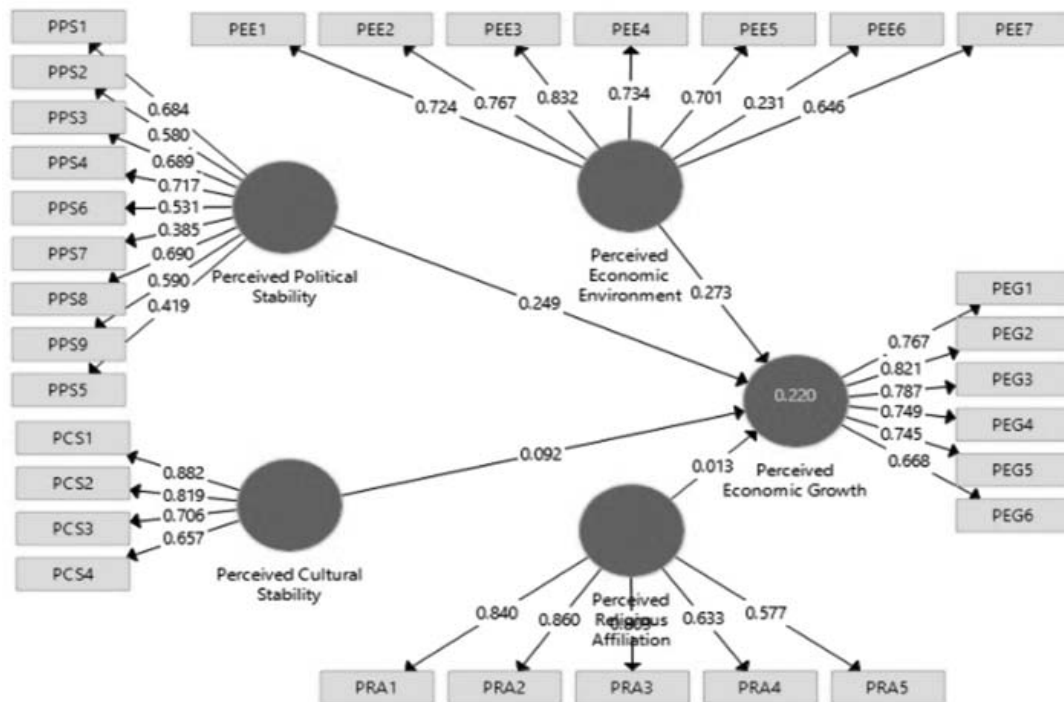 PPS1
PPS2
PPS3
PPS4
PPS6
PPS7
PPS8
PPS9
PPS5
0.684
0.580
0.689
0.717
0.531
0.385
0.690
0.590
0.419
Perceived Political
Stability
PEE1
PEE2
PEE3
PEE4
PEE5
PEE6
PEE7
0.724
0.767
0.832
0.734
0.701
0.231
0.646
Perceived
Economic
Environment
0.249
0.273
0.092
0.013
PCS1
PCS2
PCS3
PCS4
0.882
0.819
0.706
0.657
Perceived Cultural
Stability
0.220
Perceived
Economic Growth
PEG1
PEG2
PEG3
PEG4
PEG5
PEG6
0.767
0.821
0.787
0.749
0.745
0.668
Perceived
Religious
Affiliation
0.840
0.860
0.633
0.577
PRA1
PRA2
PRA3
PRA4
PRA5